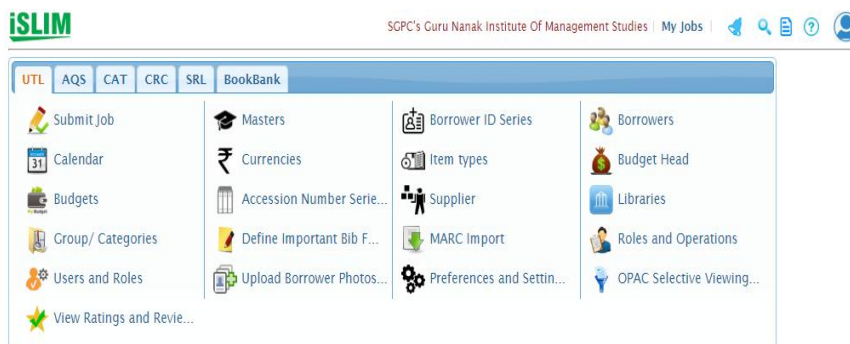 iSLIM
SGPC's Guru Nanak Institute Of Management Studies | My Jobs |
UTL AQS CAT CRC SRL BookBank
Submit Job Masters Borrower ID Series Borrowers
31 Calendar ₹ Currencies Item types $ Budget Head
Budgets Accession Number Serie... Supplier Libraries
Group/ Categories Define Important Bib F... MARC Import Roles and Operations
Users and Roles Upload Borrower Photos... Preferences and Settin... OPAC Selective Viewing...
View Ratings and Revie...